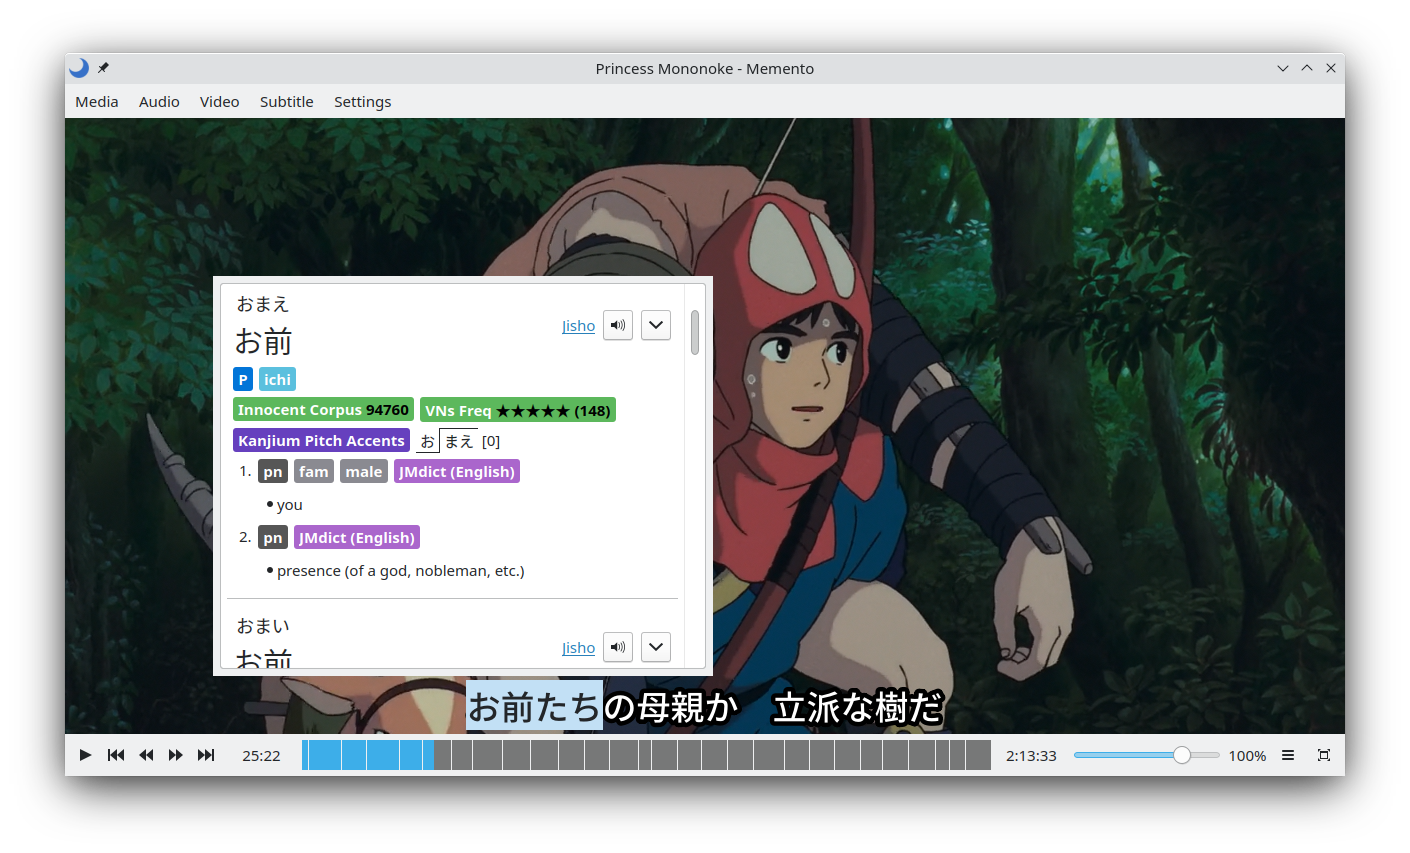 Princess Mononoke - Memento
Media Audio Video Subtitle Settings
おまえ
お前
Jisho
P ichi
Innocent Corpus 94760 VNs Freq ★★★★★ (148)
Kanjium Pitch Accents おまえ [0]
1. pn fam male JMdict (English)
• you
2. pn JMdict (English)
• presence (of a god, nobleman, etc.)
おまい
お前
Jisho
お前たちの母親か 立派な樹だ
25:22 2:13:33 100%